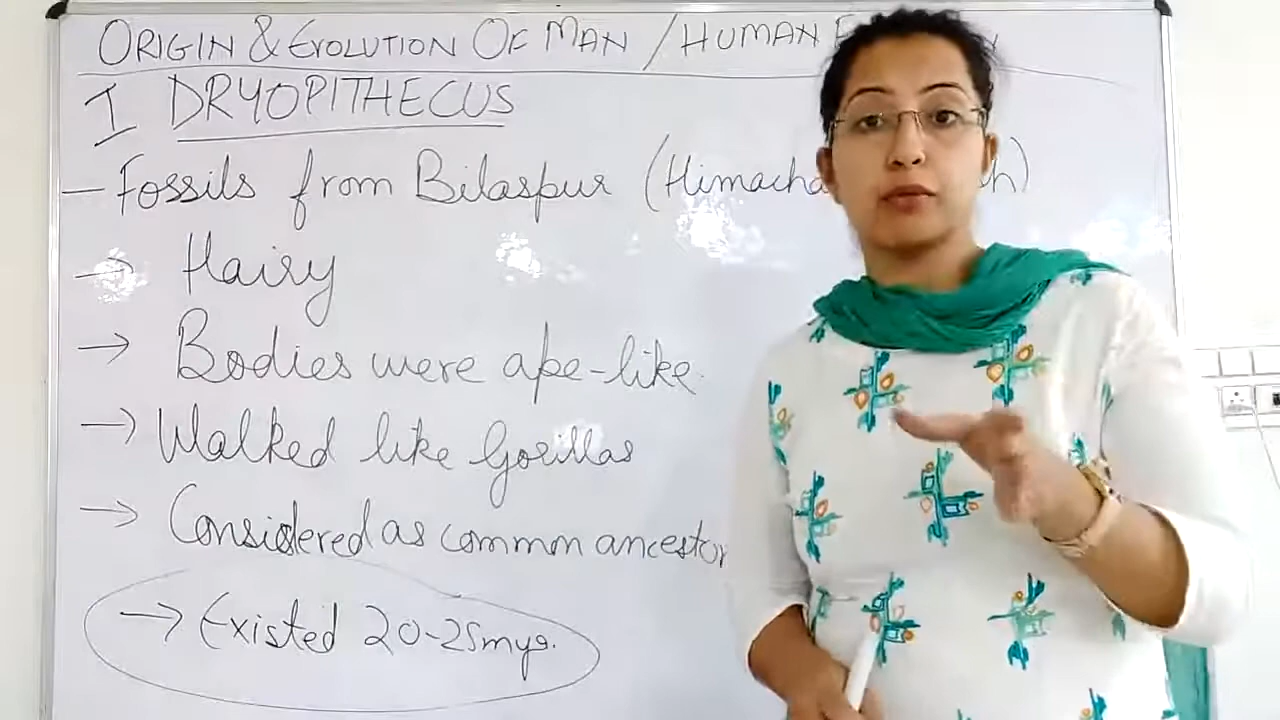 ORIGIN & EVOLUTION OF MAN / HUMAN
I DRYOPITHECUS
- Fossils from Bilaspur (Himacha h)
→ Hairy
→ Bodies were ape-like.
→ Walked like Gorillas
→ Considered as common ancestor
→ Existed 20-25mya.